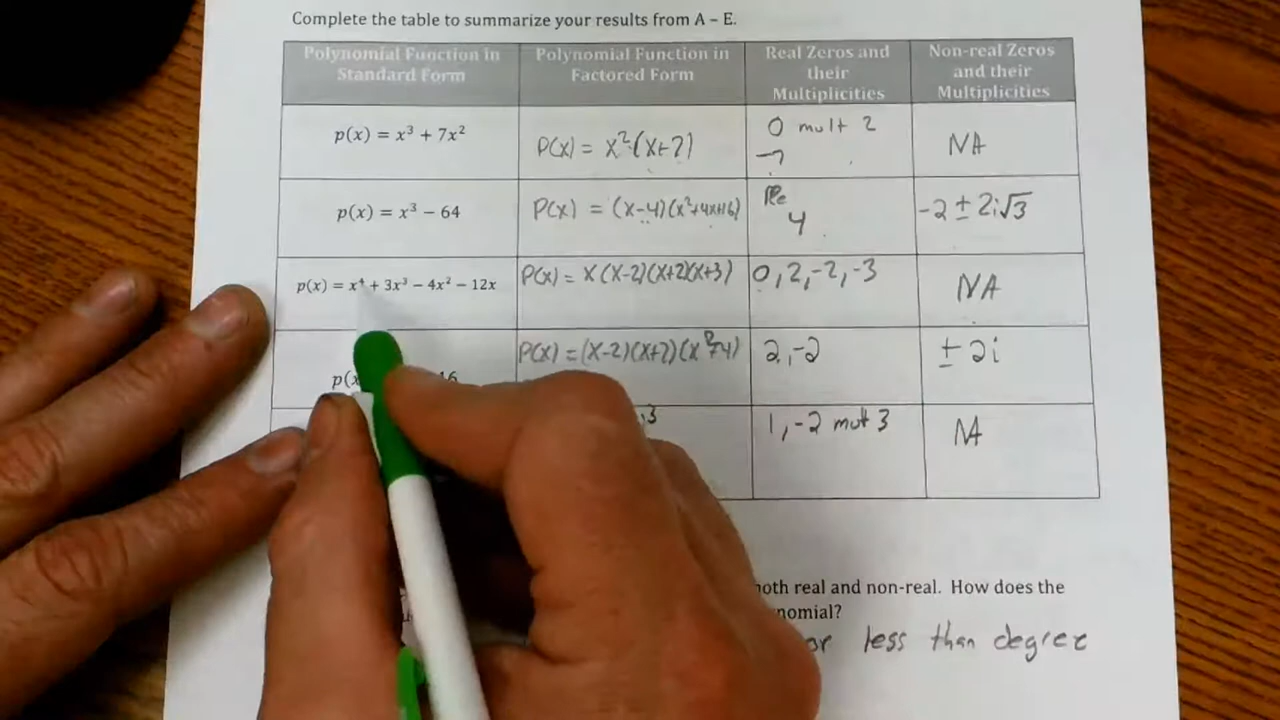 Complete the table to summarize your results from A – E.
Polynomial Function in Standard Form
Polynomial Function in Factored Form
Real Zeros and their Multiplicities
Non-real Zeros and their Multiplicities
p(x) = x³ + 7x²
P(x) = x²(x+7)
0 mult 2
-7
NA
p(x) = x³ − 64
P(x) = (x-4)(x²+4x+16)
Re
4
-2 ± 2i√3
p(x) = x⁴ + 3x³ − 4x² − 12x
P(x) = x(x-2)(x+2)(x+3)
0, 2, -2, -3
NA
p(x
16
P(x) = (x-2)(x+2)(x²+4)
2, -2
± 2i
1, -2 mut 3
NA
both real and non-real. How does the
nomial?
or less than degree